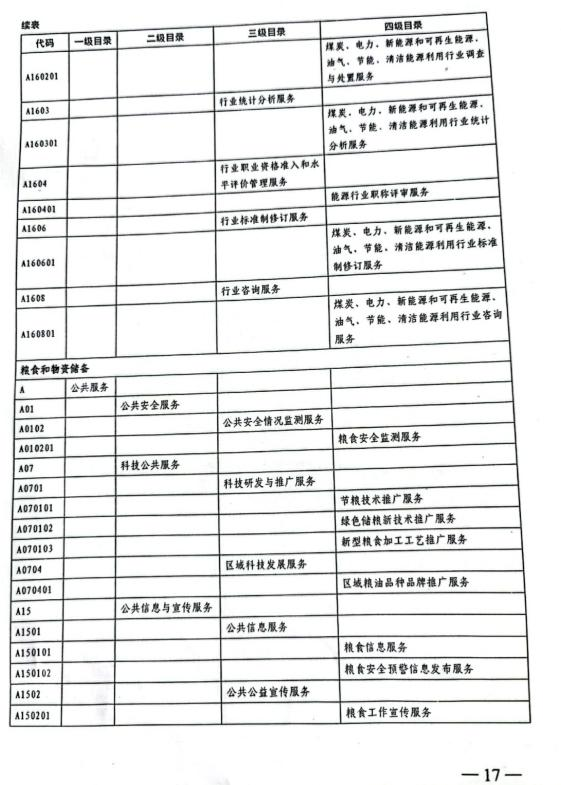 续表
代码 一级目录 二级目录 三级目录 四级目录
A160201 煤炭、电力、新能源和可再生能源、
油气、节能、清洁能源利用行业调查
与处置服务
A1603 行业统计分析服务
A160301 煤炭、电力、新能源和可再生能源、
油气、节能、清洁能源利用行业统计
分析服务
A1604 行业职业资格准入和水
平评价管理服务
A160401 能源行业职称评审服务
A1606 行业标准制修订服务
A160601 煤炭、电力、新能源和可再生能源、
油气、节能、清洁能源利用行业标准
制修订服务
A1608 行业咨询服务
A160801 煤炭、电力、新能源和可再生能源、
油气、节能、清洁能源利用行业咨询
服务
粮食和物资储备
A 公共服务
A01 公共安全服务
A0102 公共安全情况监测服务
A010201 粮食安全监测服务
A07 科技公共服务
A0701 科技研发与推广服务
A070101 节粮技术推广服务
A070102 绿色储粮新技术推广服务
A070103 新型粮食加工工艺推广服务
A0704 区域科技发展服务
A070401 区域粮油品种品牌推广服务
A15 公共信息与宣传服务
A1501 公共信息服务
A150101 粮食信息服务
A150102 粮食安全预警信息发布服务
A1502 公共公益宣传服务
A150201 粮食工作宣传服务
— 17 —